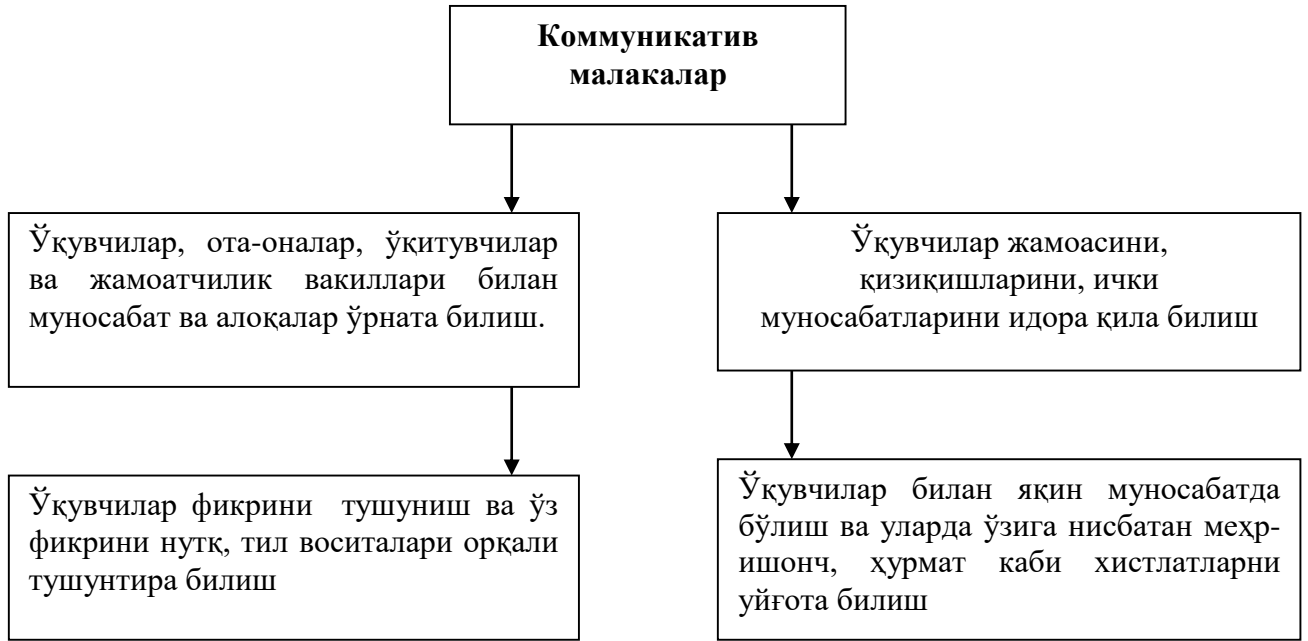 Коммуникатив
малакалар
Ўқувчилар, ота-оналар, ўқитувчилар
ва жамоатчилик вакиллари билан
муносабат ва алоқалар ўрната билиш.
Ўқувчилар жамоасини,
қизиқишларини, ички
муносабатларини идора қила билиш
Ўқувчилар фикрини тушуниш ва ўз
фикрини нутқ, тил воситалари орқали
тушунтира билиш
Ўқувчилар билан яқин муносабатда
бўлиш ва уларда ўзига нисбатан меҳр-
ишонч, ҳурмат каби хистлатларни
уйғота билиш